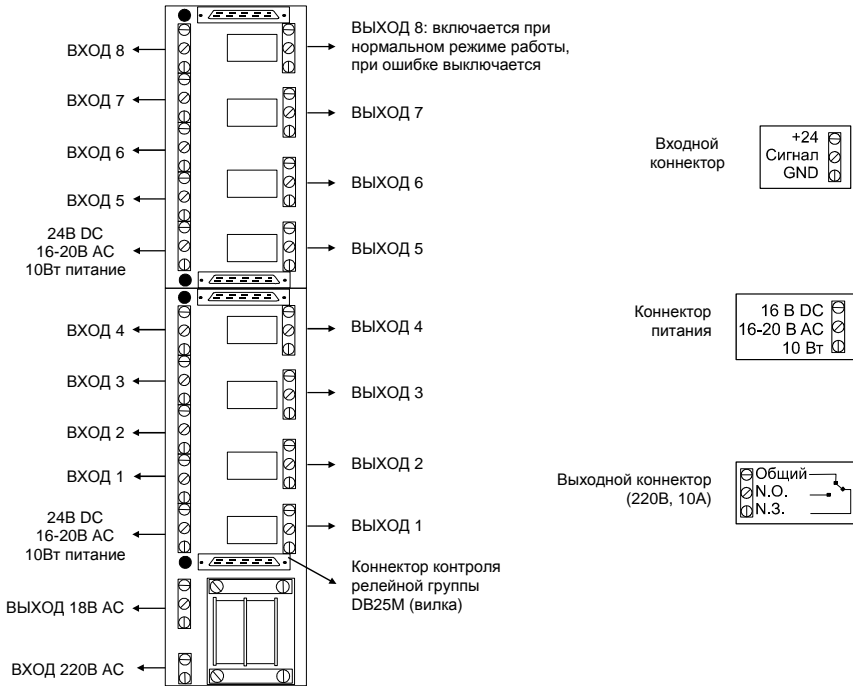 ВХОД 8
ВХОД 7
ВХОД 6
ВХОД 5
24В DC
16-20В AC
10Вт питание
ВХОД 4
ВХОД 3
ВХОД 2
ВХОД 1
24В DC
16-20В AC
10Вт питание
ВЫХОД 18В AC
ВХОД 220В AC
ВЫХОД 8: включается при
нормальном режиме работы,
при ошибке выключается
ВЫХОД 7
ВЫХОД 6
ВЫХОД 5
ВЫХОД 4
ВЫХОД 3
ВЫХОД 2
ВЫХОД 1
Коннектор контроля
релейной группы
DB25M (вилка)
Входной
коннектор
+24
Сигнал
GND
Коннектор
питания
16 В DC
16-20 В AC
10 Вт
Выходной коннектор
(220В, 10А)
Общий
N.O.
N.З.